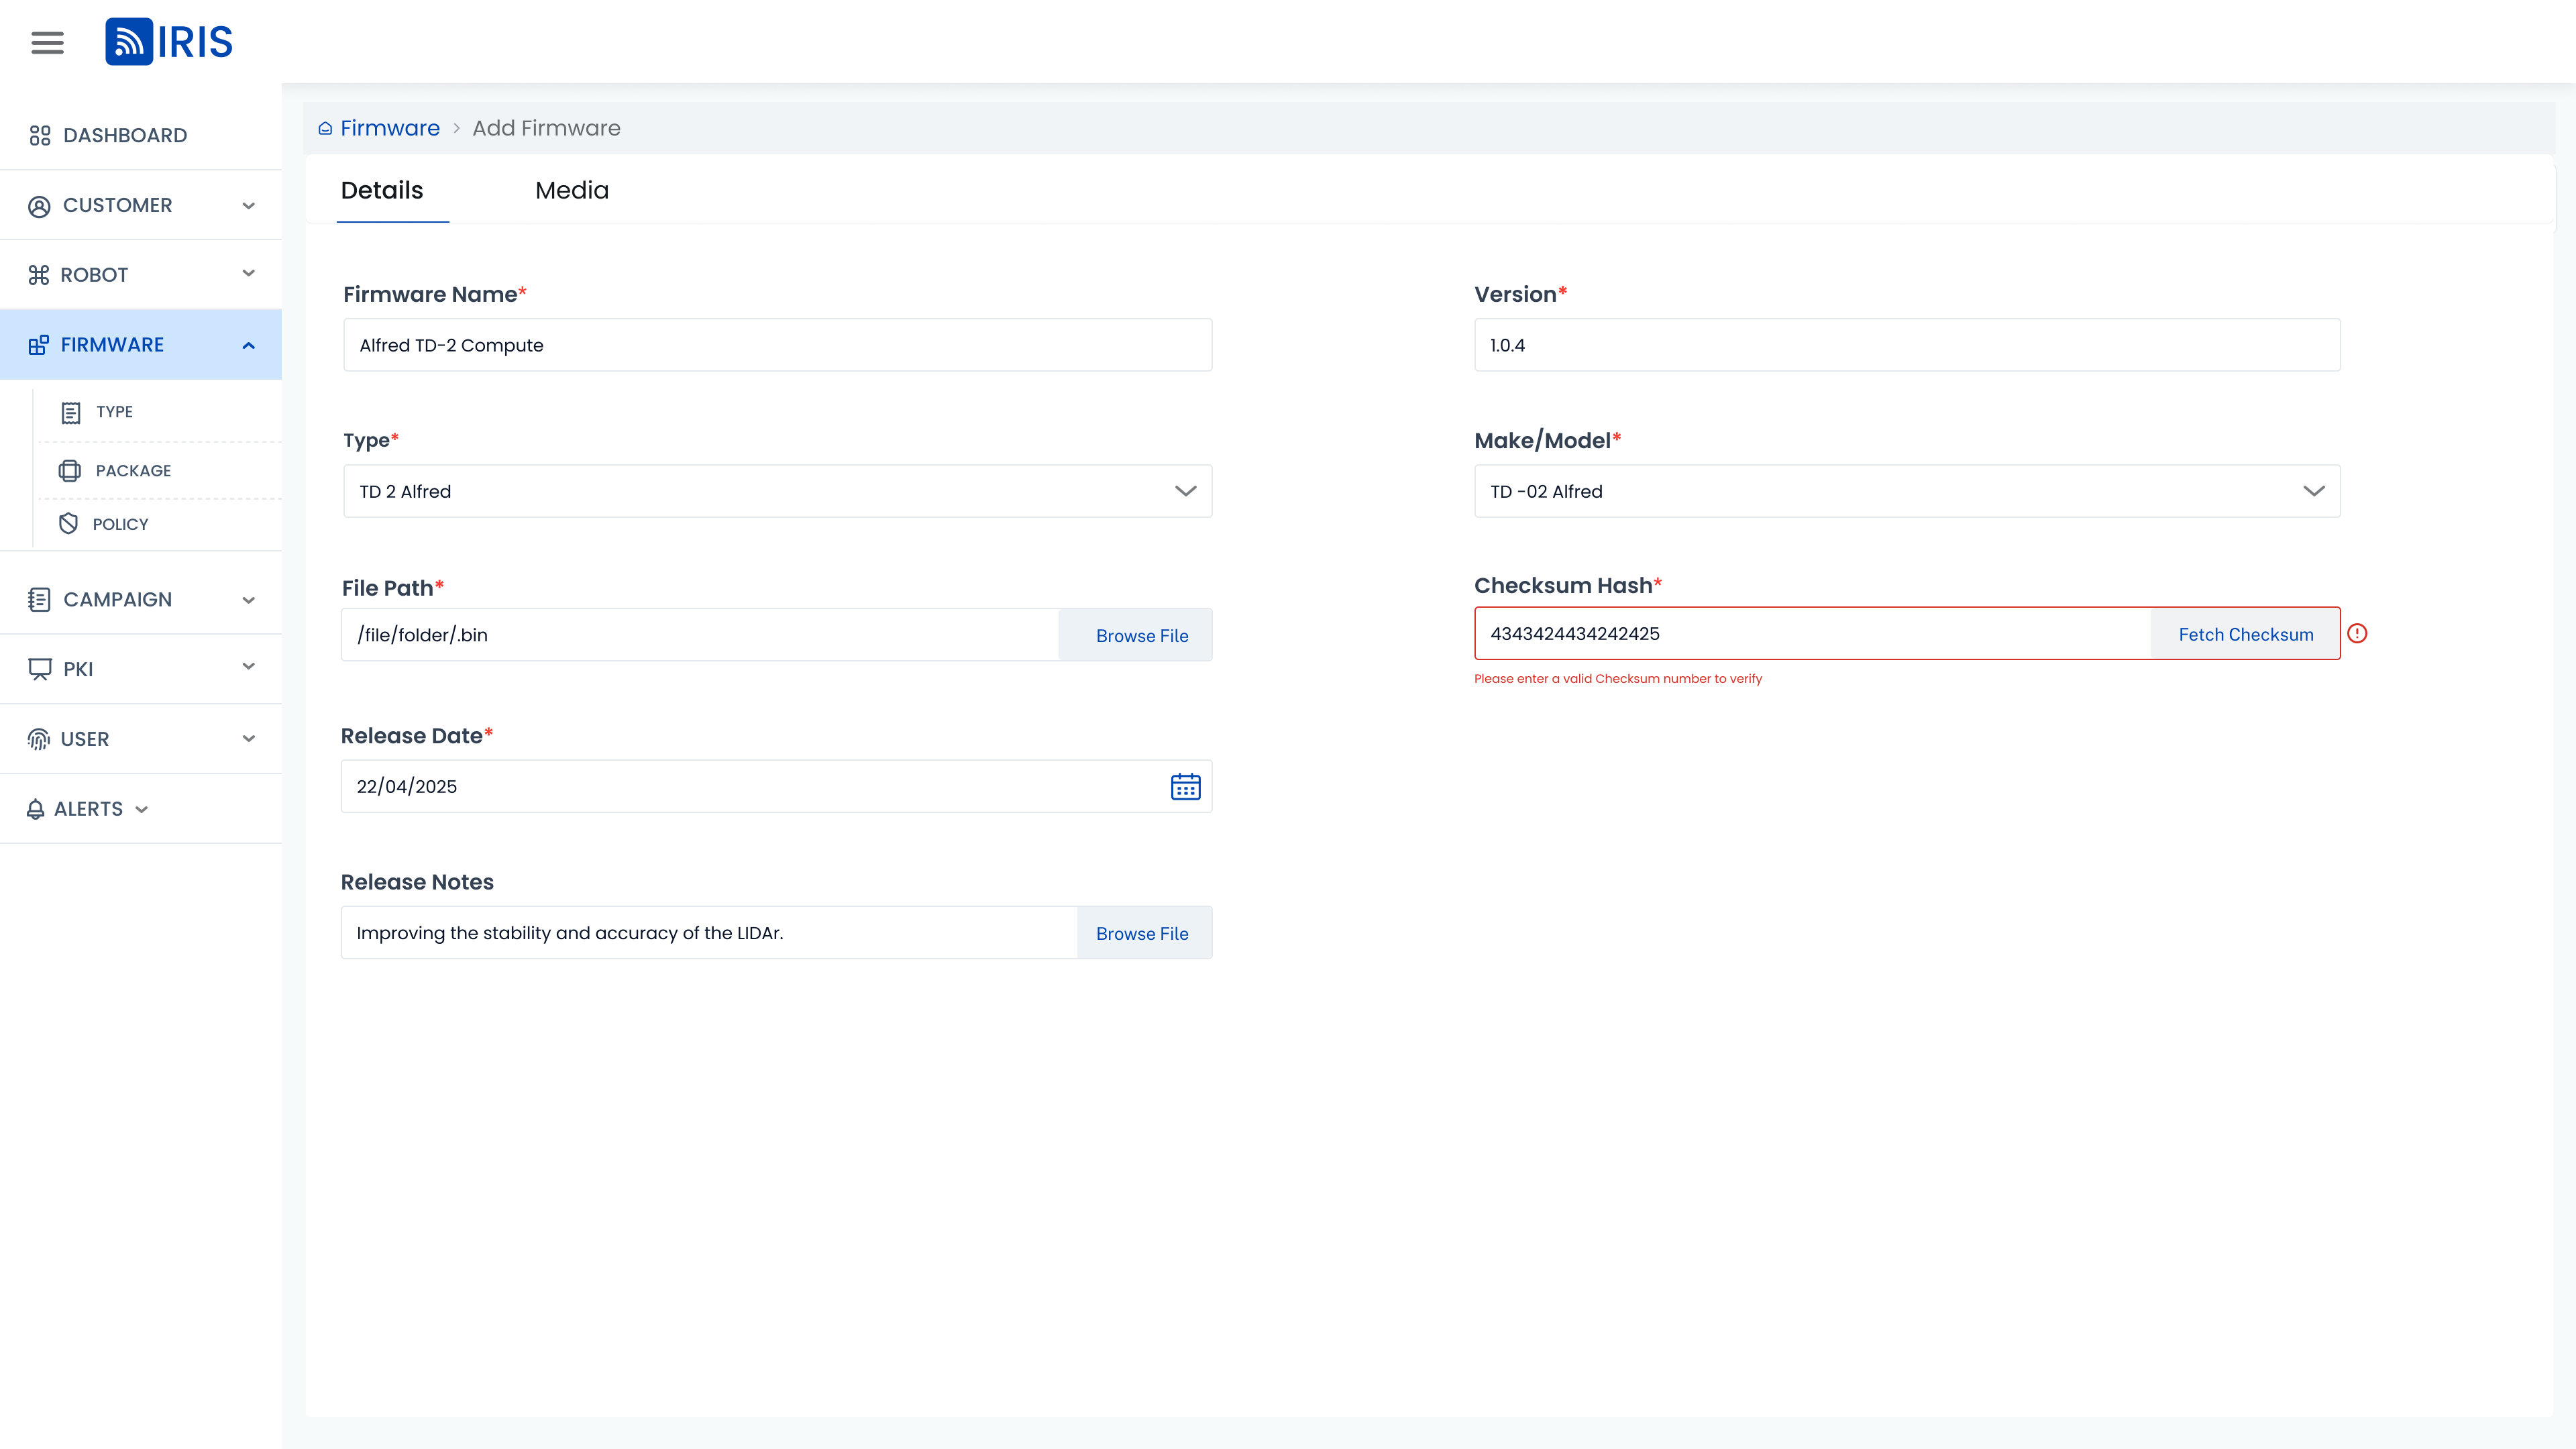 IRIS
DASHBOARD
CUSTOMER
ROBOT
FIRMWARE
TYPE
PACKAGE
POLICY
CAMPAIGN
PKI
USER
ALERTS
Firmware > Add Firmware
Details Media
Firmware Name* Version*
Alfred TD-2 Compute 1.0.4
Type* Make/Model*
TD 2 Alfred TD -02 Alfred
File Path* Checksum Hash*
/file/folder/.bin Browse File 4343424434242425 Fetch Checksum
Please enter a valid Checksum number to verify
Release Date*
22/04/2025
Release Notes
Improving the stability and accuracy of the LIDAr. Browse File